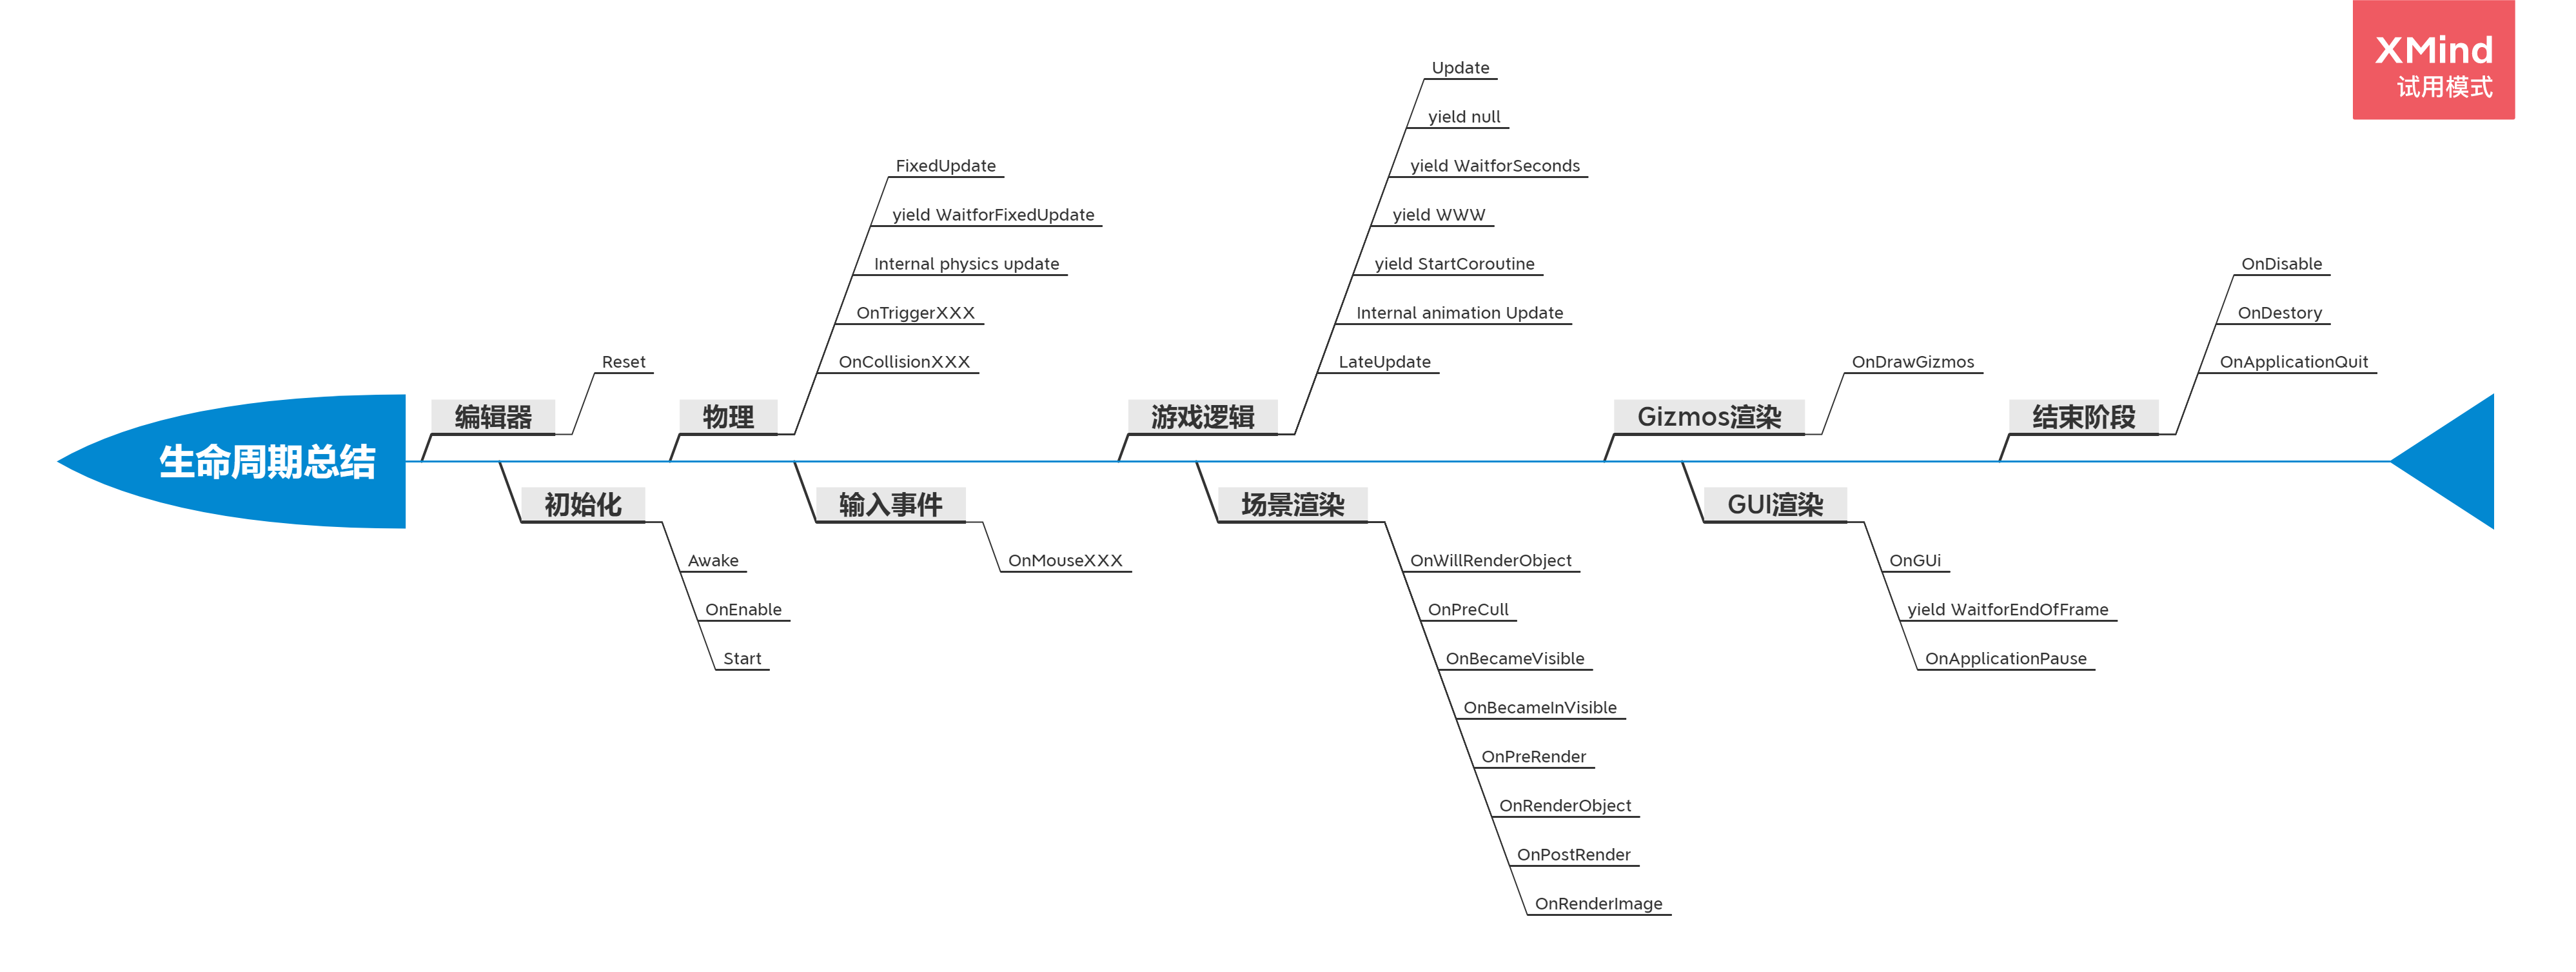 XMind
试用模式
生命周期总结
编辑器
Reset
初始化
Awake
OnEnable
Start
物理
FixedUpdate
yield WaitforFixedUpdate
Internal physics update
OnTriggerXXX
OnCollisionXXX
输入事件
OnMouseXXX
游戏逻辑
Update
yield null
yield WaitforSeconds
yield WWW
yield StartCoroutine
Internal animation Update
LateUpdate
场景渲染
OnWillRenderObject
OnPreCull
OnBecameVisible
OnBecameInVisible
OnPreRender
OnRenderObject
OnPostRender
OnRenderImage
Gizmos渲染
OnDrawGizmos
GUI渲染
OnGUi
yield WaitforEndOfFrame
OnApplicationPause
结束阶段
OnDisable
OnDestory
OnApplicationQuit